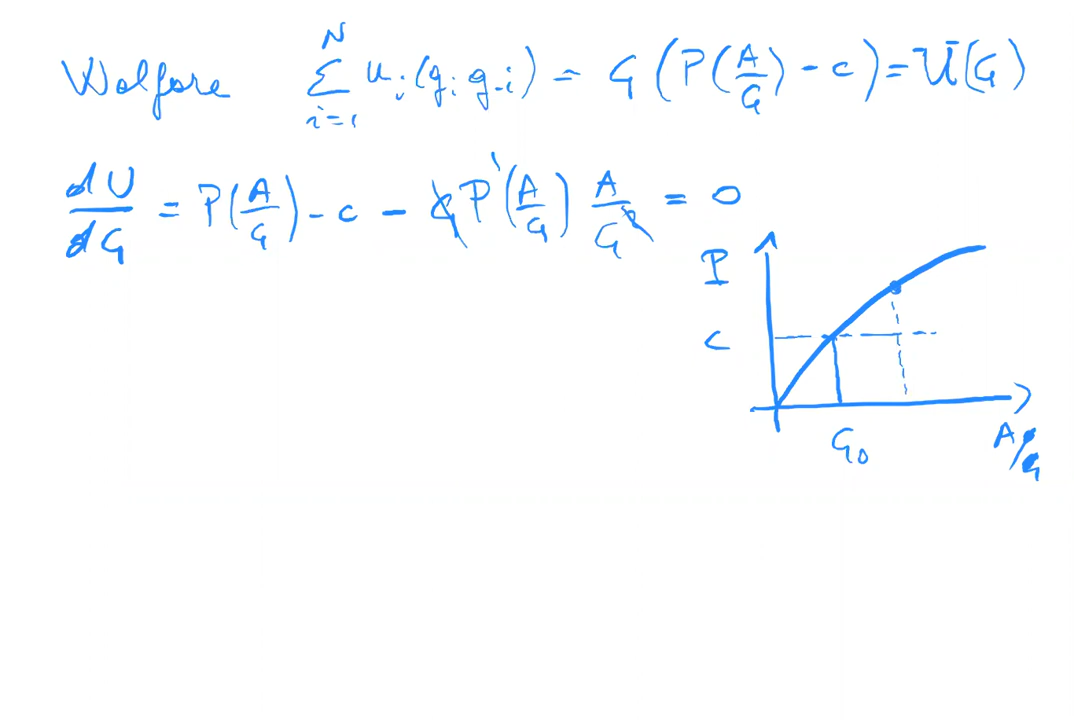 Welfare Σ_{i=1}^{N} u_i(g_i g_{-i}) = G(P(A/G) - c) = U(G)
dU/dG = P(A/G) - c - G P'(A/G) A/G² = 0
P
C
G₀
A/G